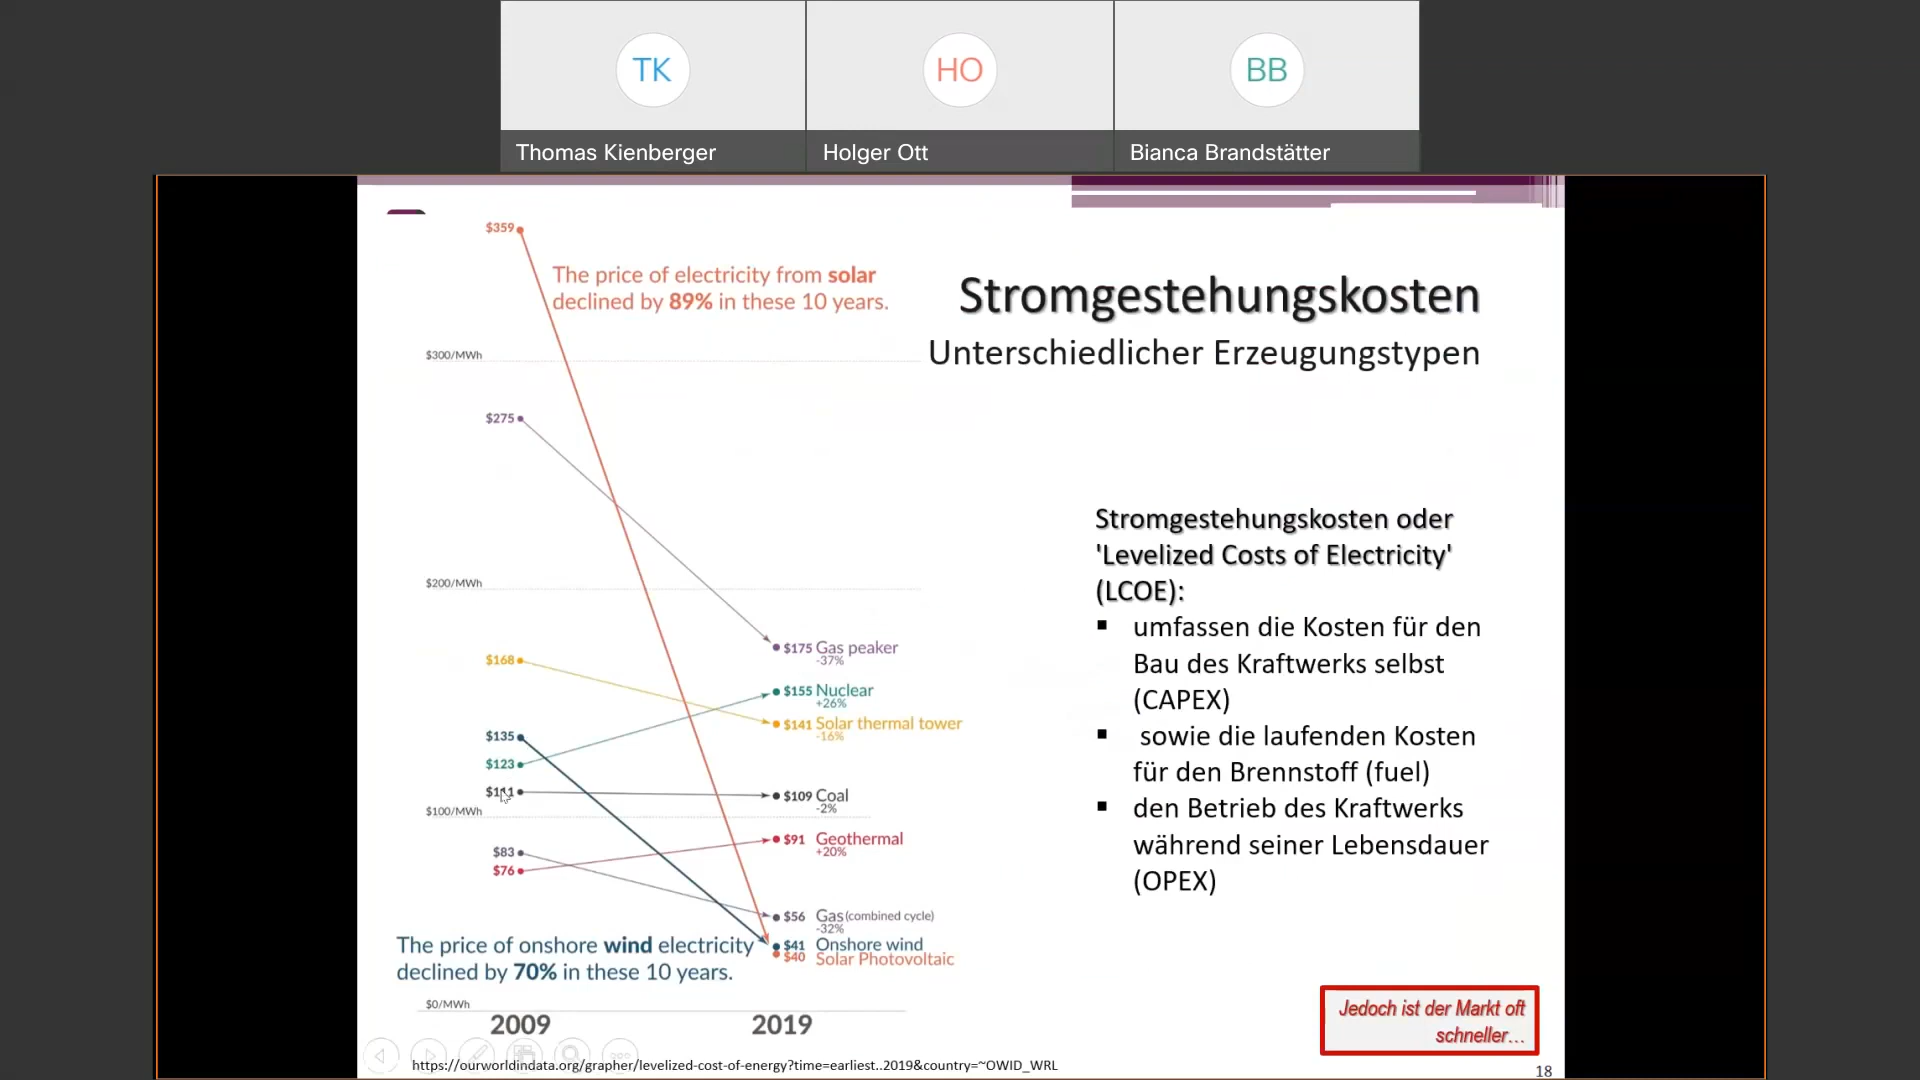 TK
HO
BB
Thomas Kienberger
Holger Ott
Bianca Brandstätter
$359
The price of electricity from solar
declined by 89% in these 10 years.
Stromgestehungskosten
Unterschiedlicher Erzeugungstypen
$300/MWh
$275
$200/MWh
$168
$135
$123
$111
$100/MWh
$83
$76
$175 Gas peaker
-37%
$155 Nuclear
+26%
$141 Solar thermal tower
-16%
$109 Coal
-2%
$91 Geothermal
+20%
$56 Gas (combined cycle)
-32%
$41 Onshore wind
$40 Solar Photovoltaic
The price of onshore wind electricity
declined by 70% in these 10 years.
$0/MWh
2009
2019
Stromgestehungskosten oder
'Levelized Costs of Electricity'
(LCOE):
▪ umfassen die Kosten für den
Bau des Kraftwerks selbst
(CAPEX)
▪ sowie die laufenden Kosten
für den Brennstoff (fuel)
▪ den Betrieb des Kraftwerks
während seiner Lebensdauer
(OPEX)
Jedoch ist der Markt oft
schneller...
https://ourworldindata.org/grapher/levelized-cost-of-energy?time=earliest..2019&country=~OWID_WRL
18